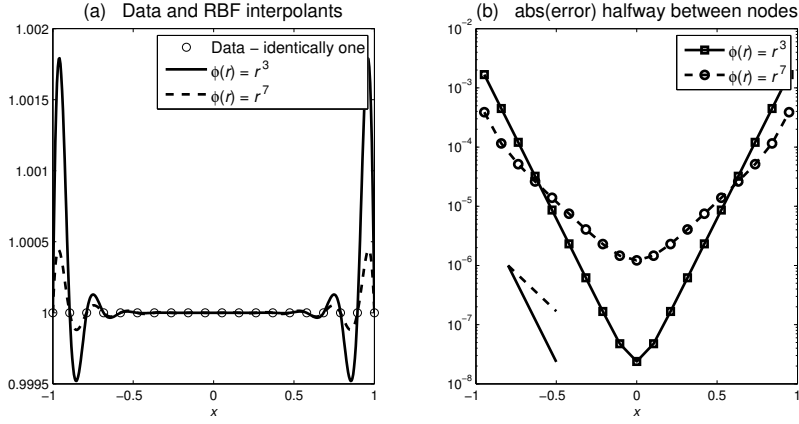 (a) Data and RBF interpolants
1.002
1.0015
1.001
1.0005
1
0.9995
−1
−0.5
0
0.5
1
x
Data − identically one
ϕ(r) = r³
ϕ(r) = r⁷
(b) abs(error) halfway between nodes
10⁻²
10⁻³
10⁻⁴
10⁻⁵
10⁻⁶
10⁻⁷
10⁻⁸
−1
−0.5
0
0.5
1
x
ϕ(r) = r³
ϕ(r) = r⁷